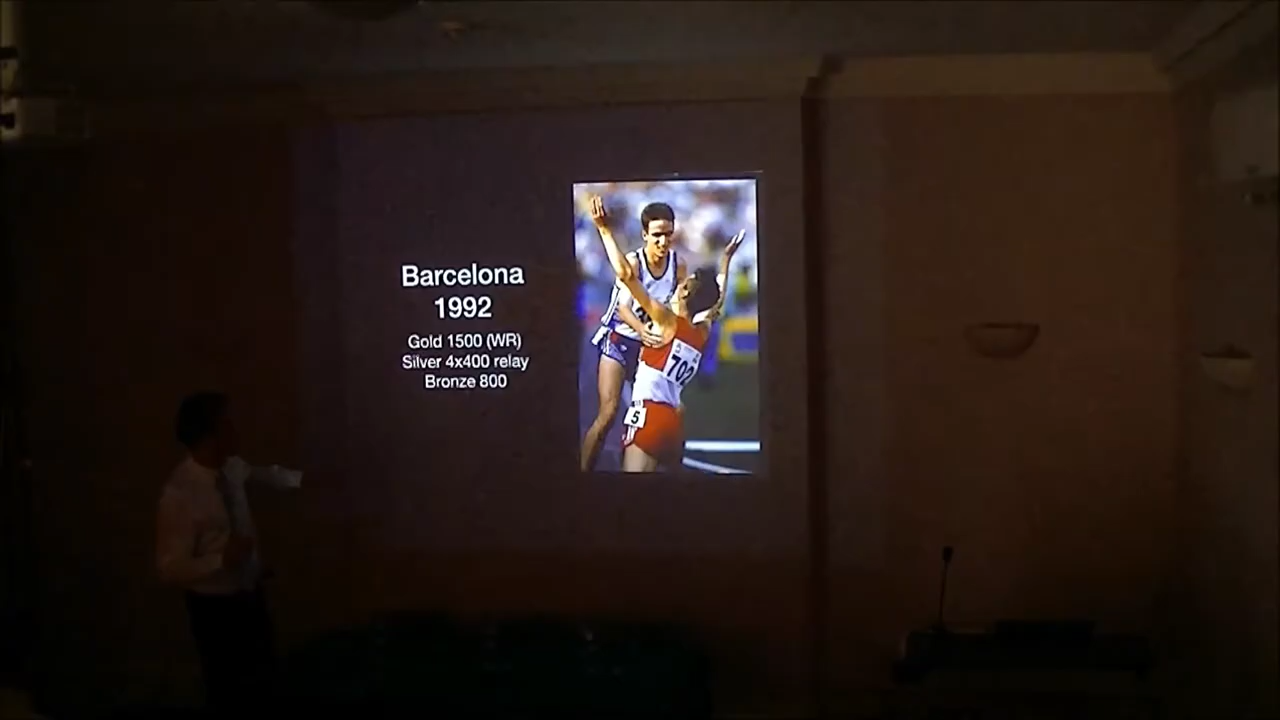 Barcelona
1992
Gold 1500 (WR)
Silver 4x400 relay
Bronze 800
702
5